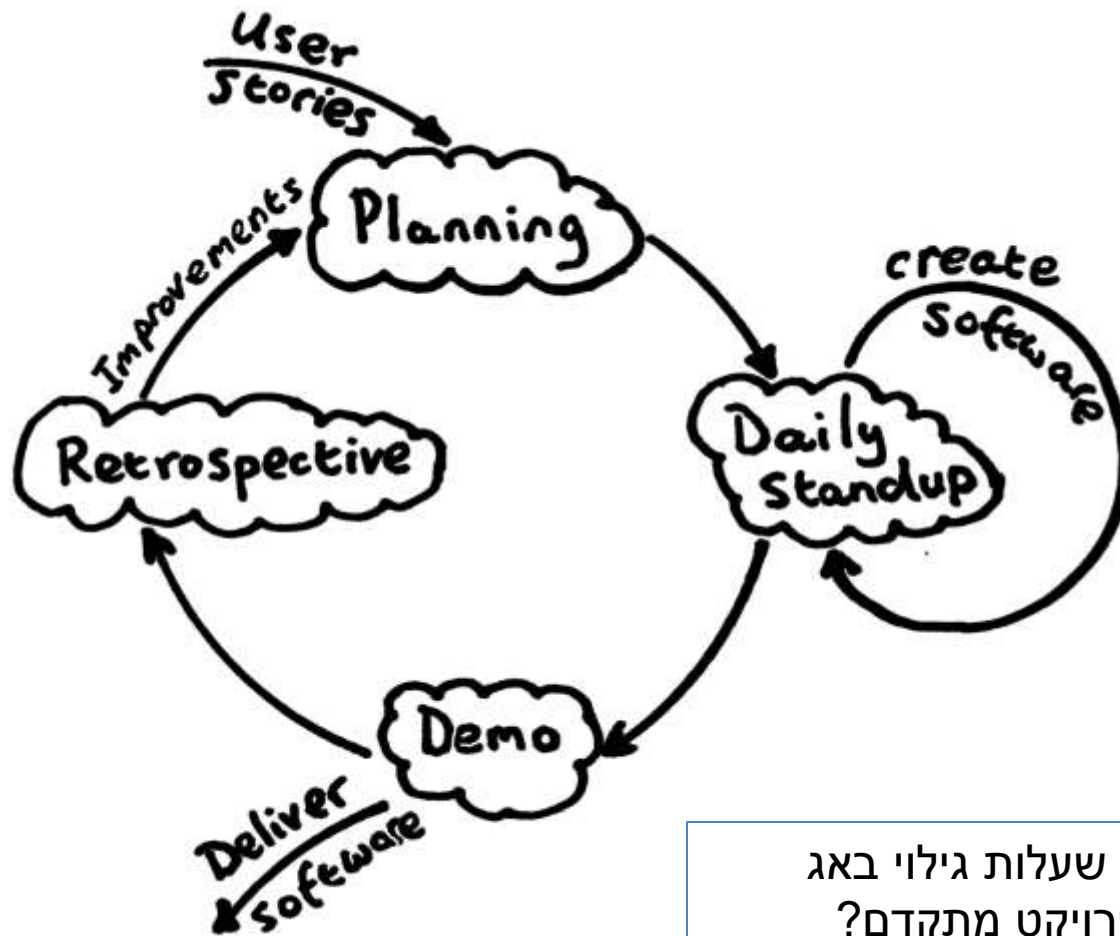 User
Stories
Planning
Improvements
create
software
Daily
Standup
Retrospective
Demo
Deliver
software
שעלות גילוי באג
רויקט מתקדם?